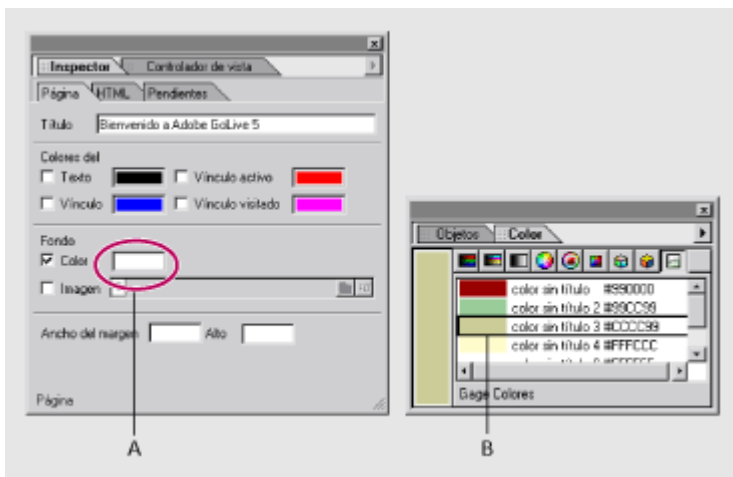 Inspector Controlador de vista
Página HTML Pendientes
Título Bienvenido a Adobe GoLive 5
Colores del
Texto Vínculo activo
Vínculo Vínculo visitado
Fondo
Color
Imagen
Ancho del margen Alto
Página
A
Objetos Color
color sin título #990000
color sin título 2 #99CC99
color sin título 3 #CCCC99
color sin título 4 #FFFCCC
Gage Colores
B